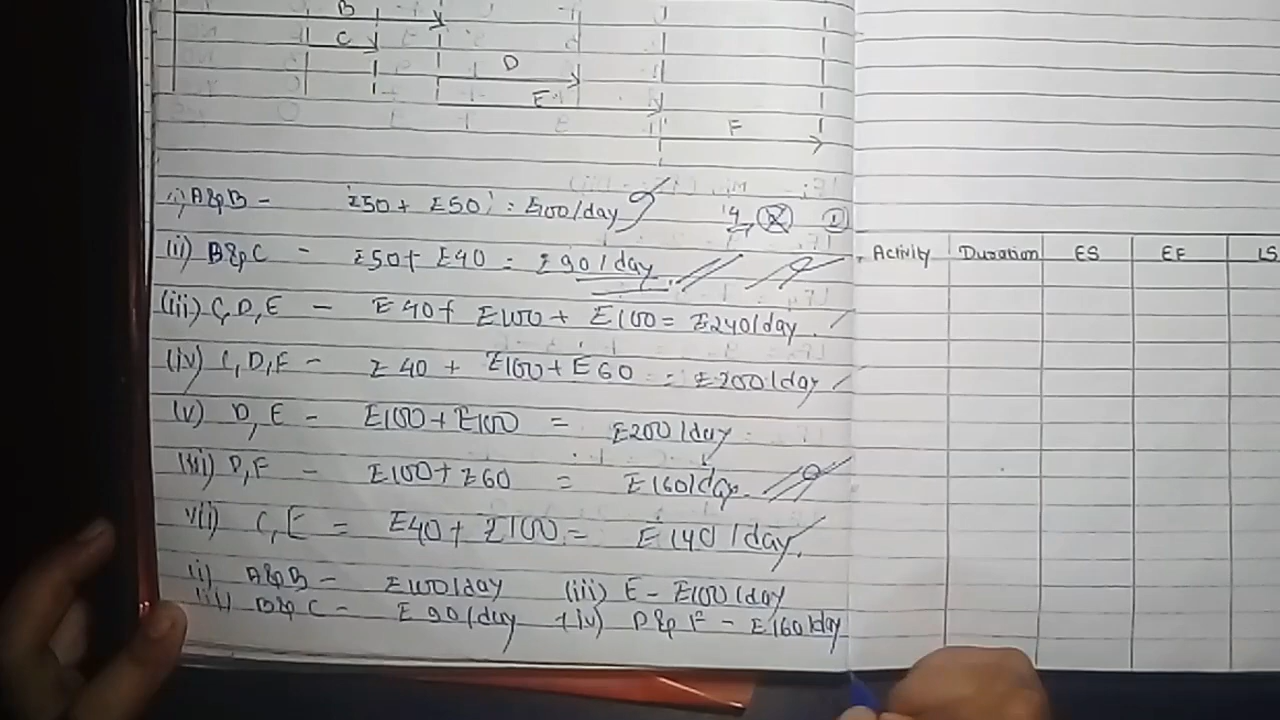 B
C
D
E
F
(i) A&B - £50 + £50 = £100/day
(ii) B&C - £50 + £40 = £90/day
(iii) C,D,E - £40 + £100 + £100 = £240/day
(iv) C,D,F - £40 + £100 + £60 = £200/day
(v) D,E - £100 + £100 = £200/day
D,F - £100 + £60 = £160/day
vii) C,E = £40 + £100 = £140/day
(i) A&B - £100/day (iii) E - £100/day
(ii) B&C - £90/day (iv) D&F - £160/day
Activity Duration ES EF LS